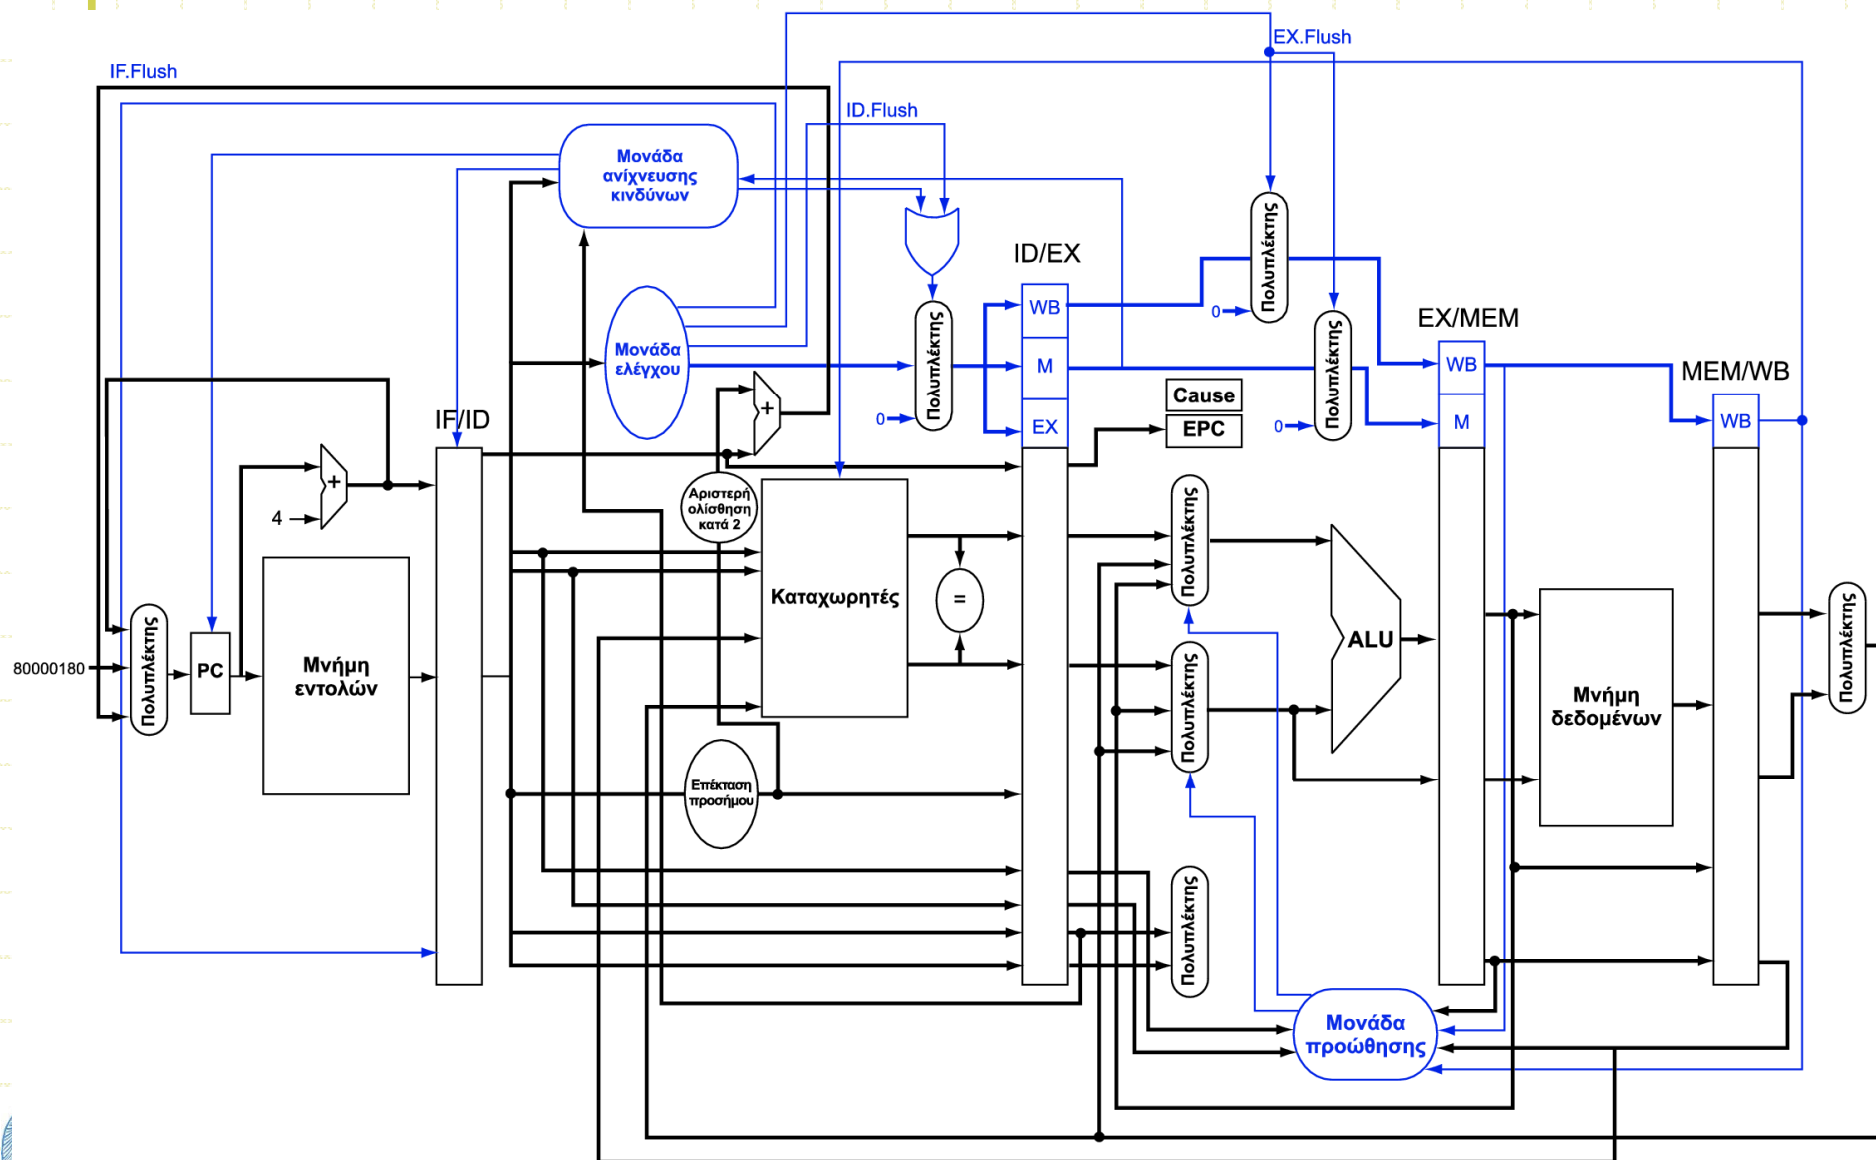 EX.Flush
IF.Flush
ID.Flush
Μονάδα
ανίχνευσης
κινδύνων
Πολυπλέκτης
0
ID/EX
WB
M
EX
Μονάδα
ελέγχου
Πολυπλέκτης
0
Πολυπλέκτης
0
EX/MEM
WB
M
MEM/WB
WB
Cause
EPC
IF/ID
+
+
4
Αριστερή
ολίσθηση
κατά 2
Καταχωρητές
=
Πολυπλέκτης
Πολυπλέκτης
ALU
80000180
Πολυπλέκτης
PC
Μνήμη
εντολών
Μνήμη
δεδομένων
Πολυπλέκτης
Επέκταση
προσήμου
Πολυπλέκτης
Μονάδα
προώθησης